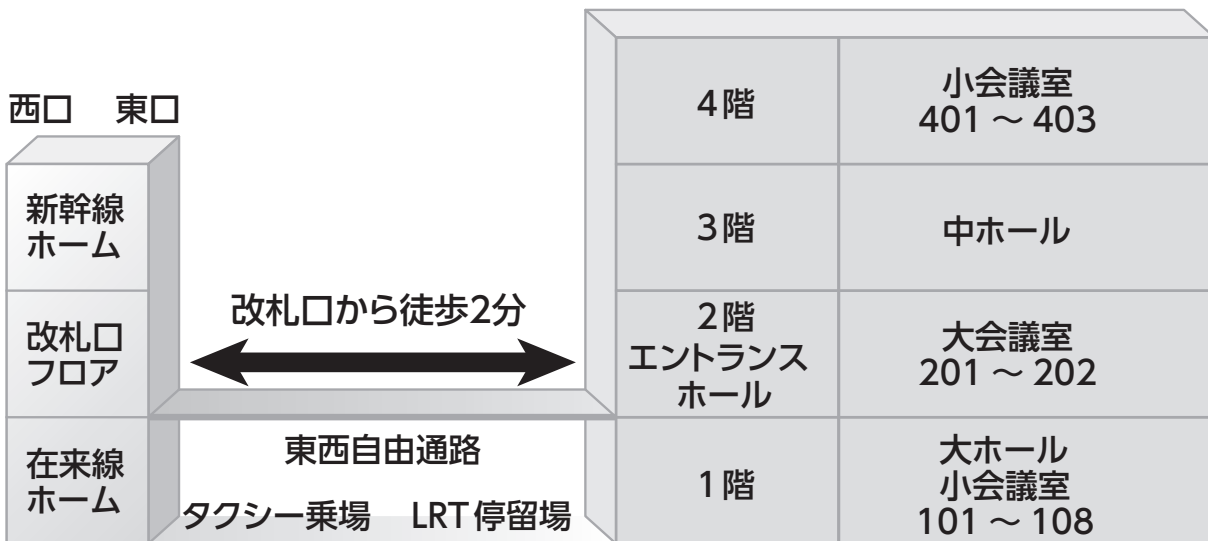 西口 東口
新幹線
ホーム
改札口
フロア
在来線
ホーム
改札口から徒歩2分
東西自由通路
タクシー乗場 LRT停留場
4階
小会議室
401 ～ 403
3階
中ホール
2階
エントランス
ホール
大会議室
201 ～ 202
1階
大ホール
小会議室
101 ～ 108